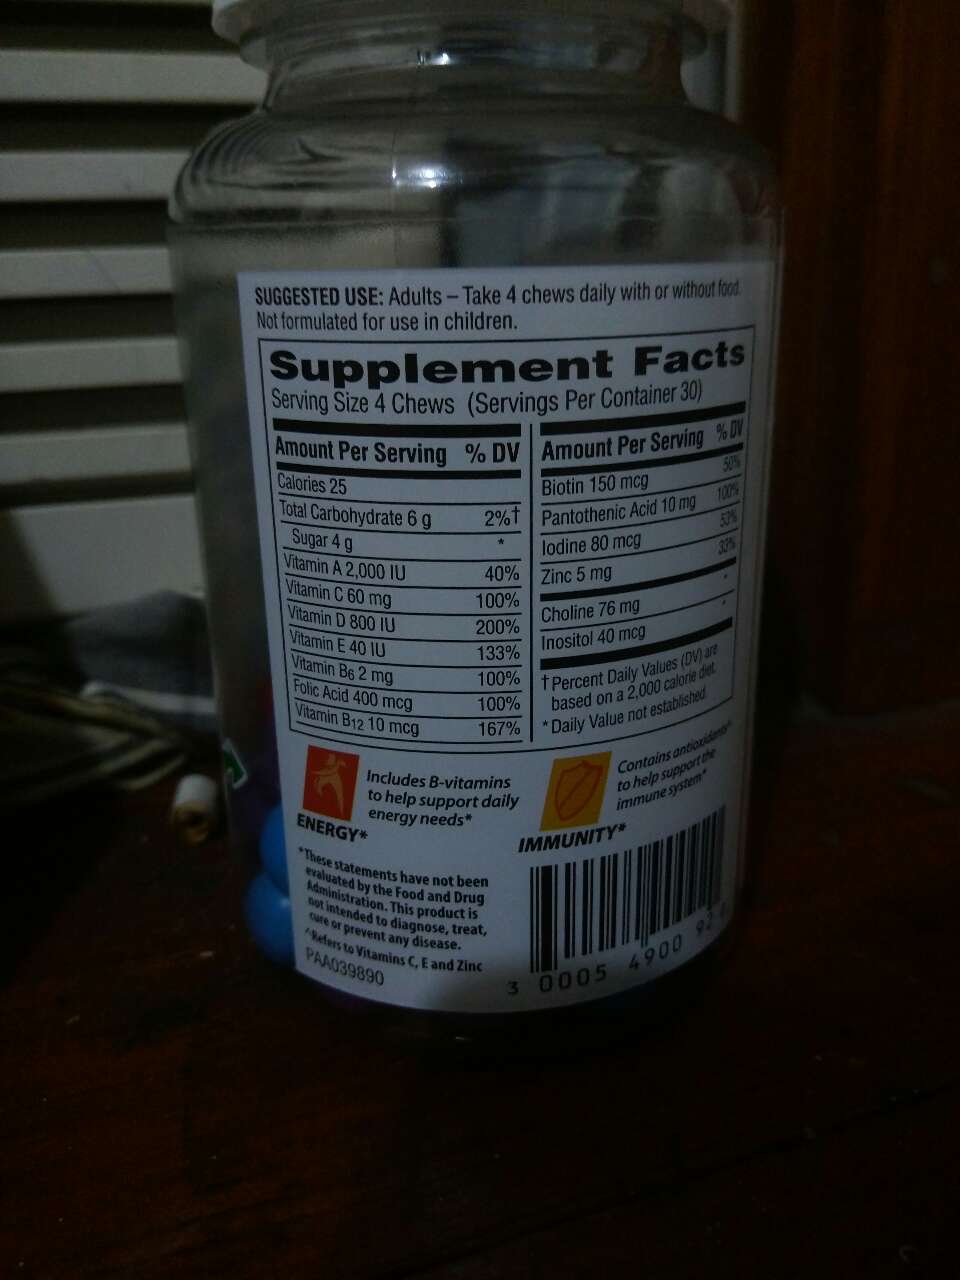 SUGGESTED USE: Adults – Take 4 chews daily with or without food.
Not formulated for use in children.
Supplement Facts
Serving Size 4 Chews (Servings Per Container 30)
Amount Per Serving % DV
Calories 25
Total Carbohydrate 6 g 2%†
Sugar 4 g *
Vitamin A 2,000 IU 40%
Vitamin C 60 mg 100%
Vitamin D 800 IU 200%
Vitamin E 40 IU 133%
Vitamin B6 2 mg 100%
Folic Acid 400 mcg 100%
Vitamin B12 10 mcg 167%
Amount Per Serving % DV
Biotin 150 mcg 50%
Pantothenic Acid 10 mg 100%
Iodine 80 mcg 53%
Zinc 5 mg 33%
Choline 76 mg *
Inositol 40 mcg *
† Percent Daily Values (DV) are
based on a 2,000 calorie diet.
* Daily Value not established.
Includes B-vitamins
to help support daily
energy needs*
ENERGY*
Contains antioxidants^
to help support the
immune system*
IMMUNITY*
*These statements have not been
evaluated by the Food and Drug
Administration. This product is
not intended to diagnose, treat,
cure or prevent any disease.
^Refers to Vitamins C, E and Zinc
PAA039890
3 0005 4900 92